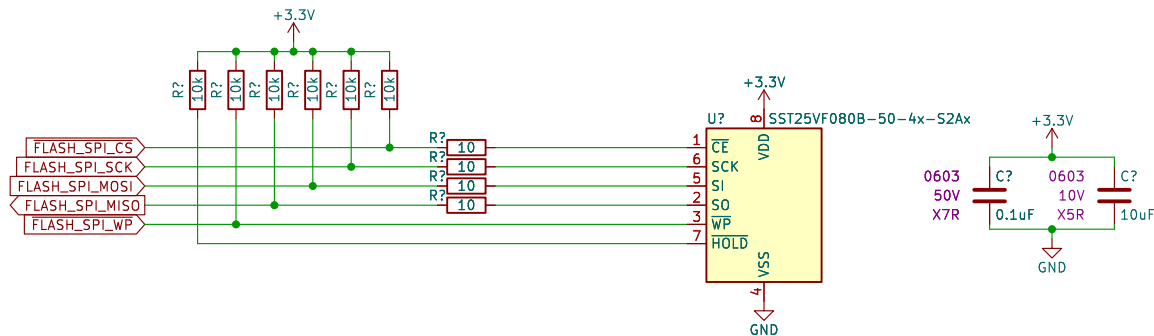 +3.3V
R? 10k R? 10k R? 10k R? 10k R? 10k R? 10k
FLASH_SPI_CS
FLASH_SPI_SCK
FLASH_SPI_MOSI
FLASH_SPI_MISO
FLASH_SPI_WP
R? 10
R? 10
R? 10
R? 10
+3.3V
U? 8 SST25VF080B-50-4x-S2Ax
VDD
1 CE
6 SCK
5 SI
2 SO
3 WP
7 HOLD
VSS
4
GND
+3.3V
0603 C?
50V
X7R 0.1uF
0603 C?
10V
X5R 10uF
GND